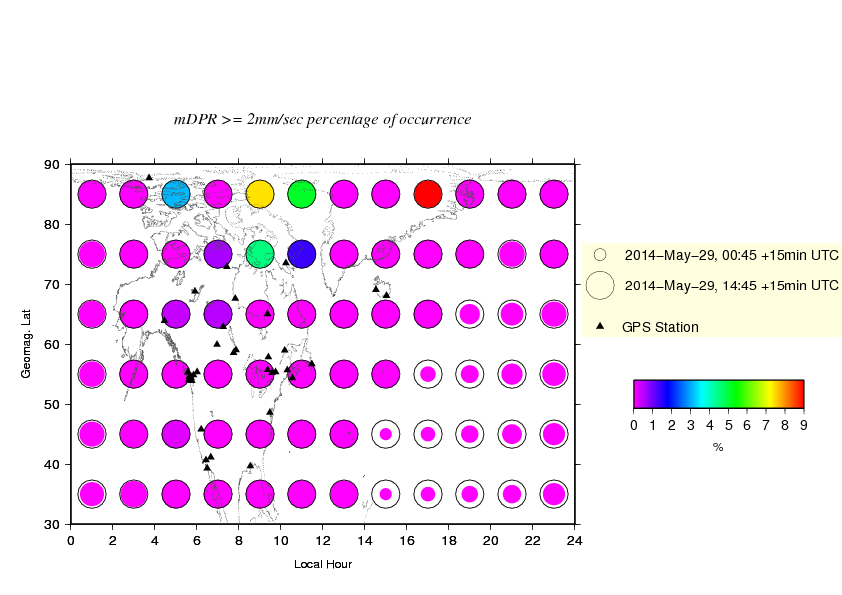 mDPR >= 2mm/sec percentage of occurrence
90
80
70
60
50
40
30
Geomag. Lat
0 2 4 6 8 10 12 14 16 18 20 22 24
Local Hour
2014-May-29, 00:45 +15min UTC
2014-May-29, 14:45 +15min UTC
GPS Station
0 1 2 3 4 5 6 7 8 9
%